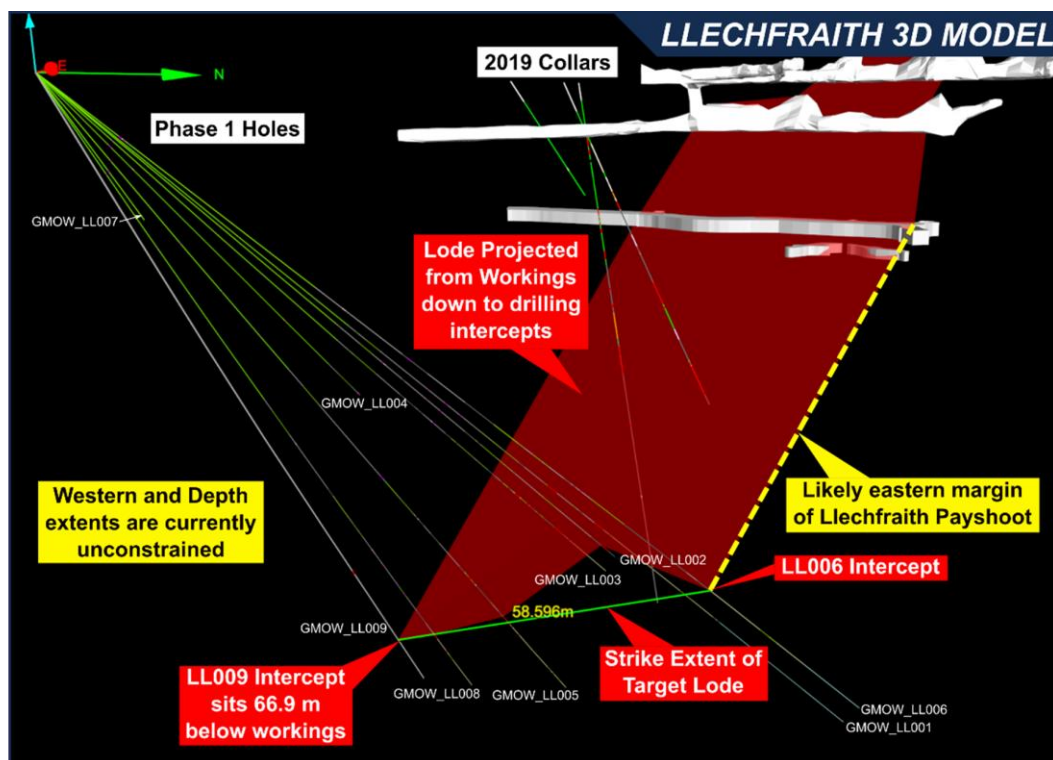 LLECHFRAITH 3D MODEL
E
N
2019 Collars
Phase 1 Holes
GMOW_LL007
Lode Projected
from Workings
down to drilling
intercepts
GMOW_LL004
Western and Depth
extents are currently
unconstrained
Likely eastern margin
of Llechfraith Payshoot
GMOW_LL002
GMOW_LL003
LL006 Intercept
58.596m
GMOW_LL009
Strike Extent of
Target Lode
LL009 Intercept
sits 66.9 m
below workings
GMOW_LL008
GMOW_LL005
GMOW_LL006
GMOW_LL001